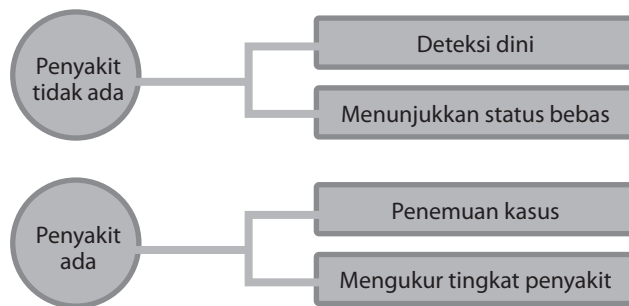 Penyakit
tidak ada
Deteksi dini
Menunjukkan status bebas
Penyakit
ada
Penemuan kasus
Mengukur tingkat penyakit